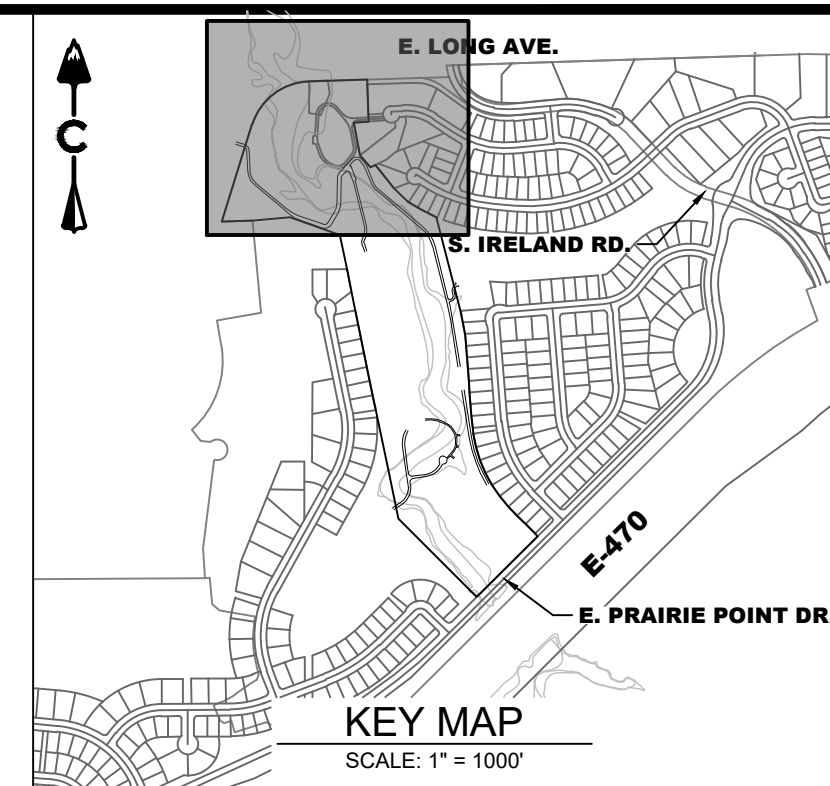 E. LONG AVE.
C
S. IRELAND RD.
E-470
E. PRAIRIE POINT DR.
KEY MAP
SCALE: 1" = 1000'